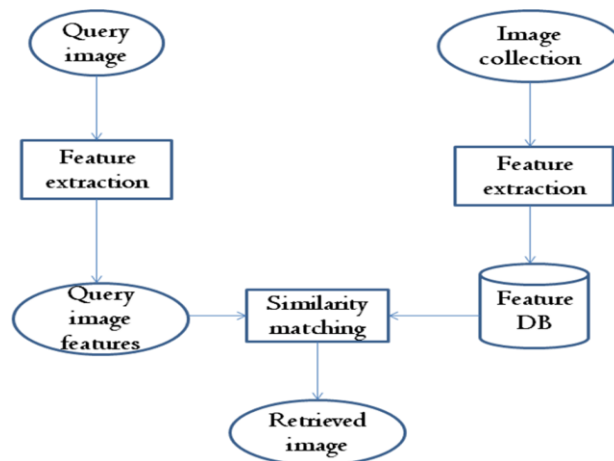 Query
image
Image
collection
Feature
extraction
Feature
extraction
Query
image
features
Similarity
matching
Feature
DB
Retrieved
image